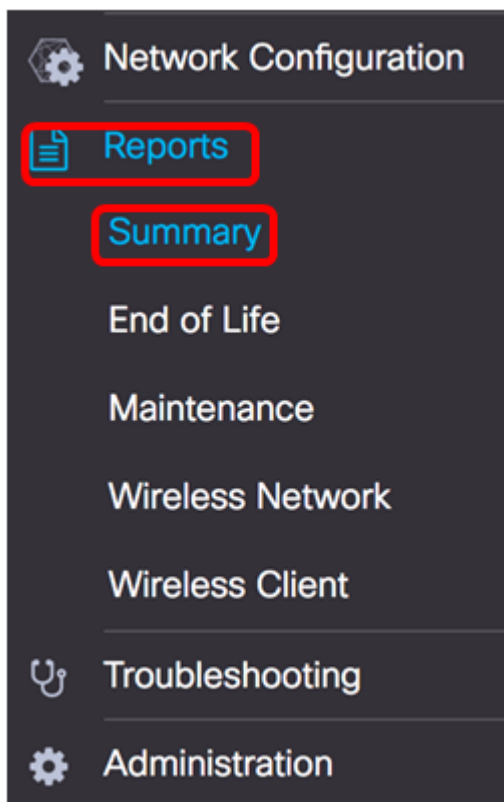 Network Configuration
Reports
Summary
End of Life
Maintenance
Wireless Network
Wireless Client
Troubleshooting
Administration